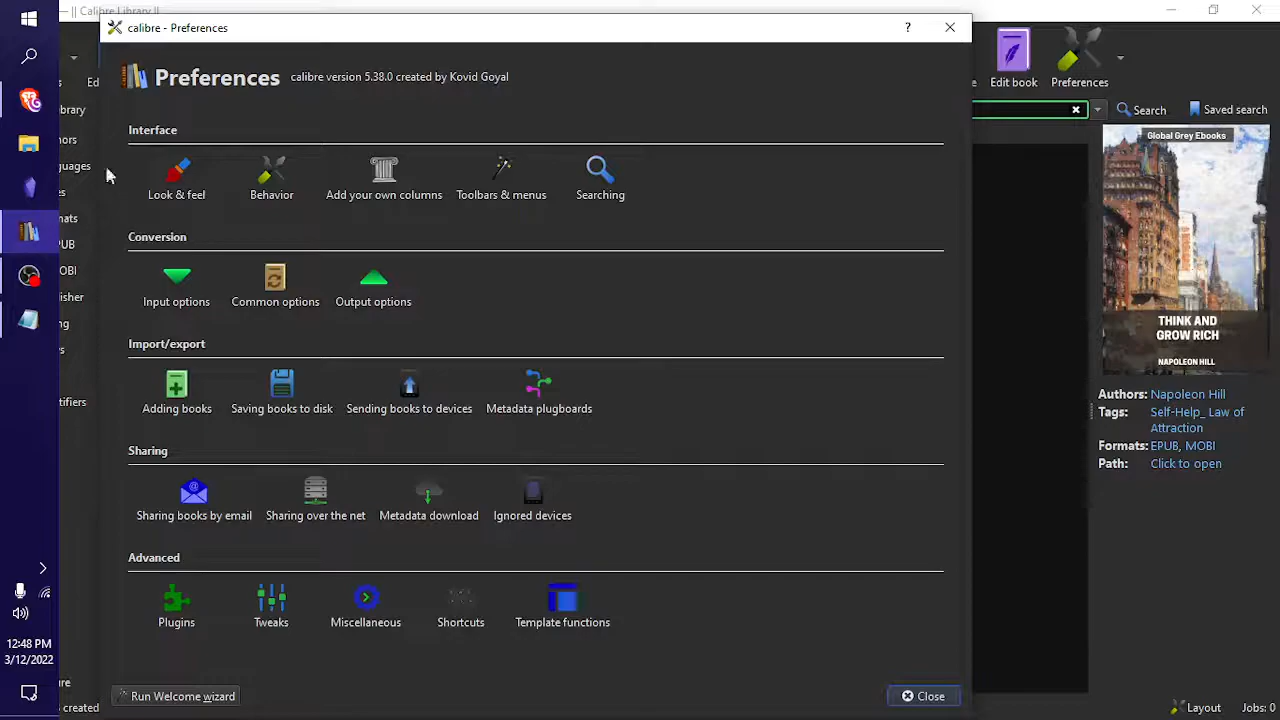 || Calibre Library ||
calibre - Preferences
?
Preferences
calibre version 5.38.0 created by Kovid Goyal
Interface
Look & feel
Behavior
Add your own columns
Toolbars & menus
Searching
Conversion
Input options
Common options
Output options
Import/export
Adding books
Saving books to disk
Sending books to devices
Metadata plugboards
Sharing
Sharing books by email
Sharing over the net
Metadata download
Ignored devices
Advanced
Plugins
Tweaks
Miscellaneous
Shortcuts
Template functions
Run Welcome wizard
Close
Edit book
Preferences
Search
Saved search
Global Grey Ebooks
THINK AND
GROW RICH
NAPOLEON HILL
Authors: Napoleon Hill
Tags: Self-Help_ Law of
Attraction
Formats: EPUB, MOBI
Path: Click to open
Layout
Jobs: 0
12:48 PM
3/12/2022
created